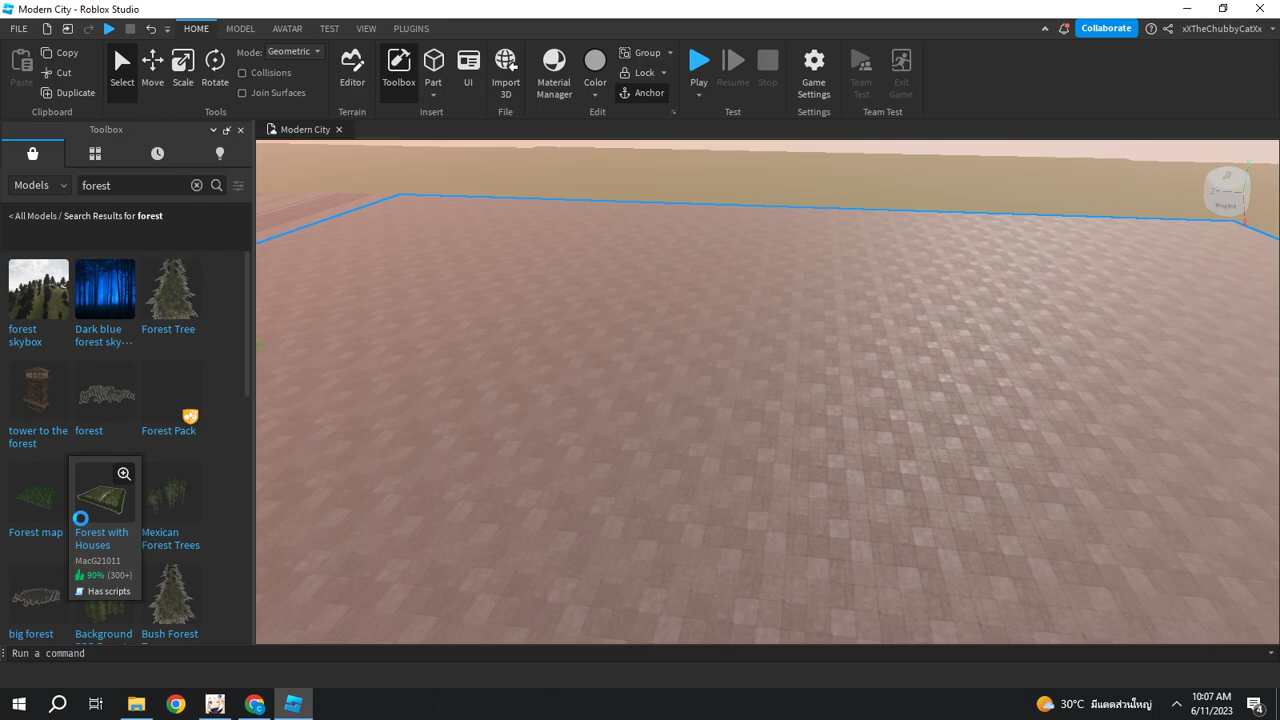 Modern City - Roblox Studio
FILE
HOME
MODEL
AVATAR
TEST
VIEW
PLUGINS
Collaborate
xXTheChubbyCatXx
Paste
Copy
Cut
Duplicate
Clipboard
Select
Move
Scale
Rotate
Mode: Geometric
Collisions
Join Surfaces
Tools
Editor
Terrain
Toolbox
Part
UI
Insert
Import
3D
File
Material
Manager
Color
Group
Lock
Anchor
Edit
Play
Resume
Stop
Test
Game
Settings
Settings
Team
Test
Exit
Game
Team Test
Toolbox
Modern City
Models
forest
< All Models / Search Results for forest
forest
skybox
Dark blue
forest sky···
Forest Tree
tower to the
forest
forest
Forest Pack
Forest map
Forest with
Houses
MacG21011
90% (300+)
Has scripts
Mexican
Forest Trees
big forest
Background
Bush Forest
Right
Run a command
30°C มีแดดส่วนใหญ่
10:07 AM
6/11/2023
4